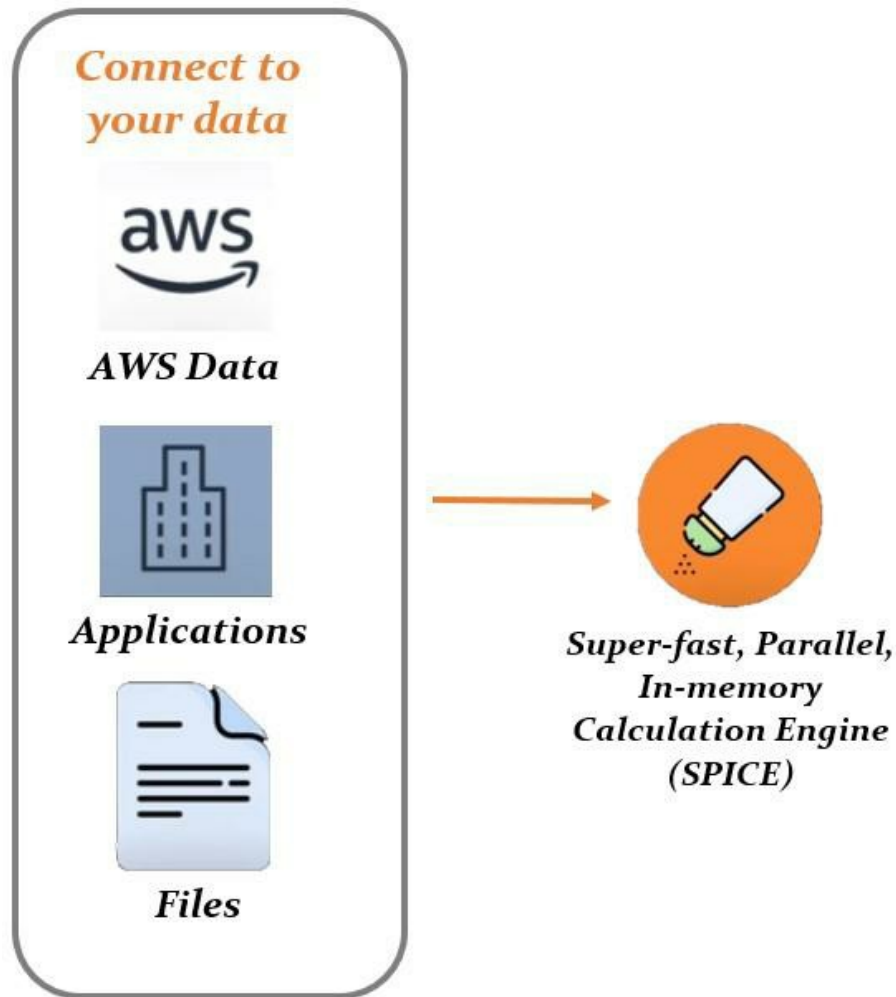 Connect to
your data
aws
AWS Data
Applications
Files
Super-fast, Parallel,
In-memory
Calculation Engine
(SPICE)